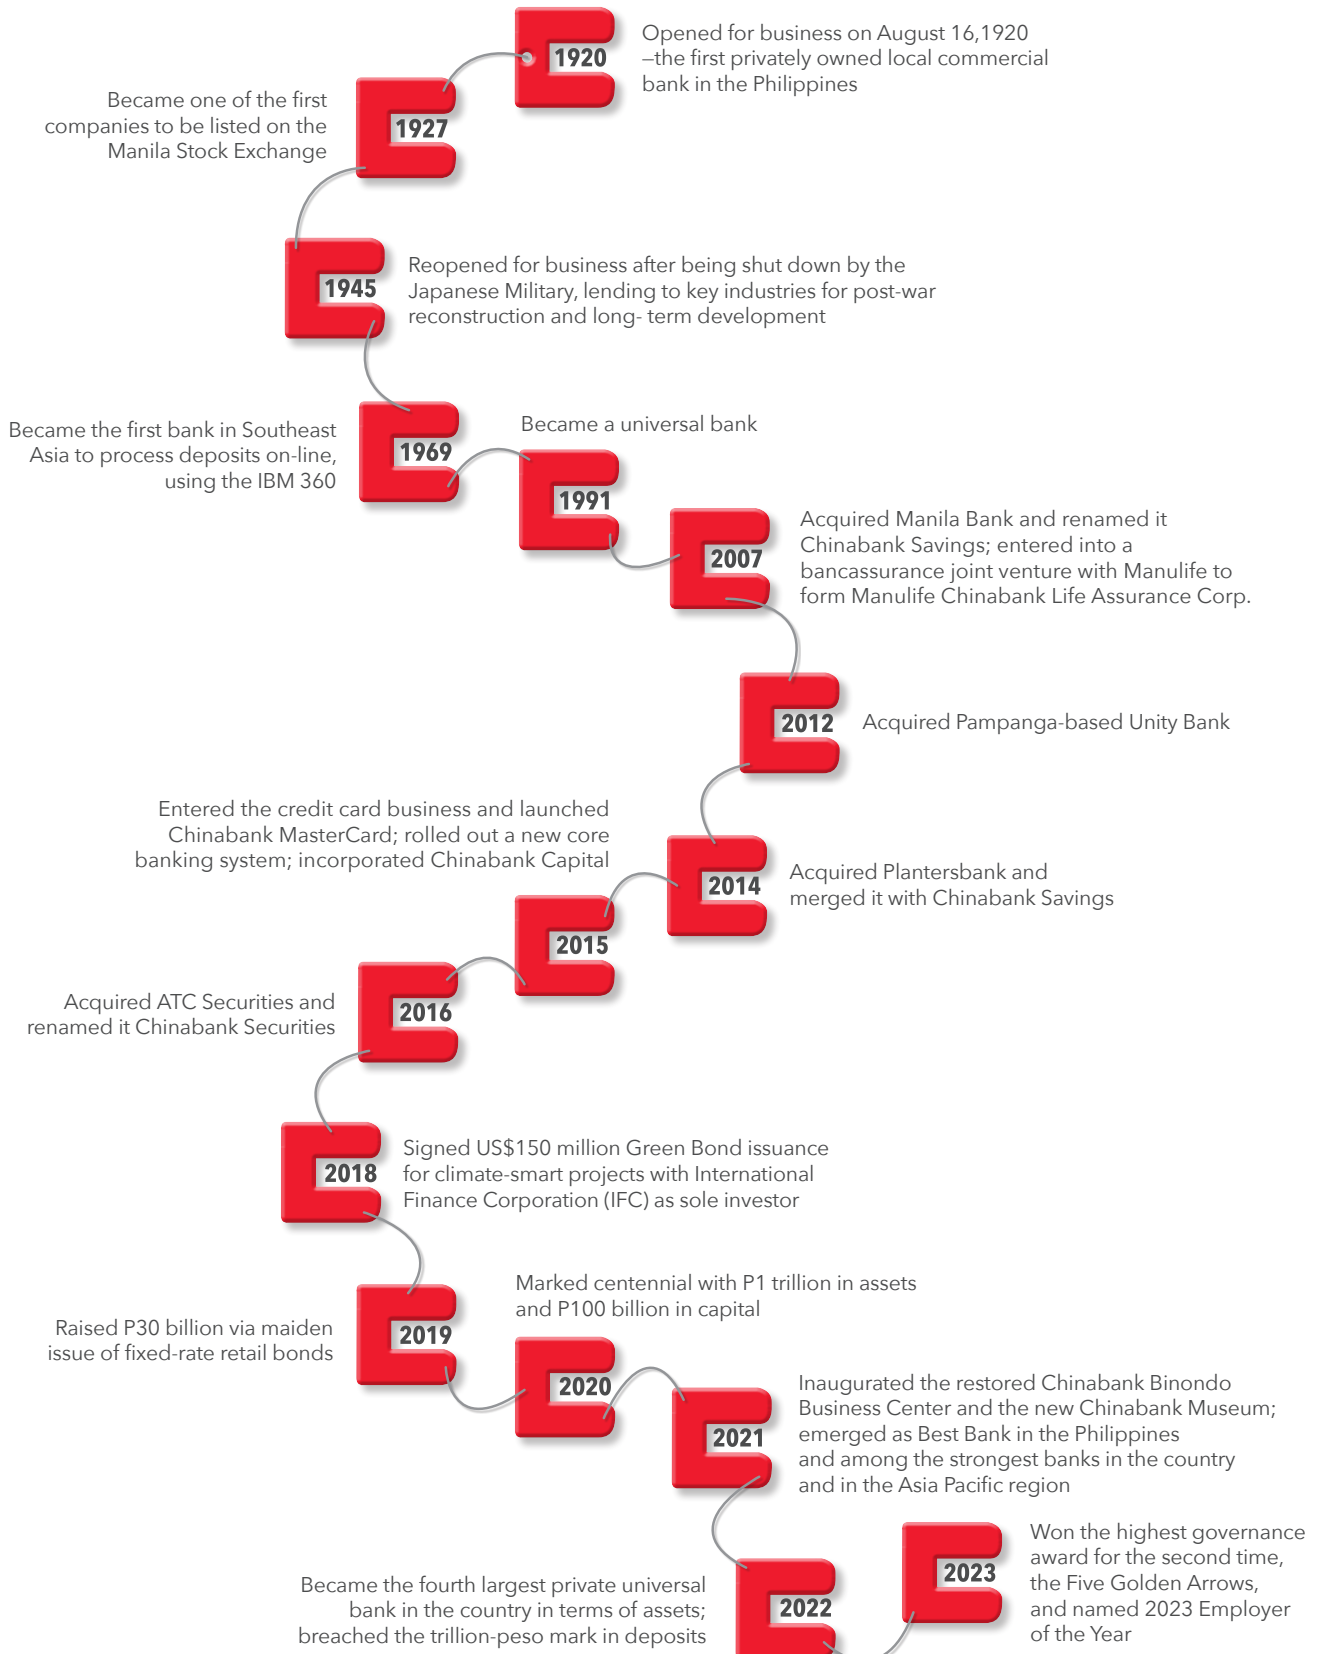 1920
Opened for business on August 16,1920
—the first privately owned local commercial
bank in the Philippines
1927
Became one of the first
companies to be listed on the
Manila Stock Exchange
1945
Reopened for business after being shut down by the
Japanese Military, lending to key industries for post-war
reconstruction and long- term development
1969
Became the first bank in Southeast
Asia to process deposits on-line,
using the IBM 360
1991
Became a universal bank
2007
Acquired Manila Bank and renamed it
Chinabank Savings; entered into a
bancassurance joint venture with Manulife to
form Manulife Chinabank Life Assurance Corp.
2012
Acquired Pampanga-based Unity Bank
2014
Acquired Plantersbank and
merged it with Chinabank Savings
2015
Entered the credit card business and launched
Chinabank MasterCard; rolled out a new core
banking system; incorporated Chinabank Capital
2016
Acquired ATC Securities and
renamed it Chinabank Securities
2018
Signed US$150 million Green Bond issuance
for climate-smart projects with International
Finance Corporation (IFC) as sole investor
2019
Raised P30 billion via maiden
issue of fixed-rate retail bonds
2020
Marked centennial with P1 trillion in assets
and P100 billion in capital
2021
Inaugurated the restored Chinabank Binondo
Business Center and the new Chinabank Museum;
emerged as Best Bank in the Philippines
and among the strongest banks in the country
and in the Asia Pacific region
2022
Became the fourth largest private universal
bank in the country in terms of assets;
breached the trillion-peso mark in deposits
2023
Won the highest governance
award for the second time,
the Five Golden Arrows,
and named 2023 Employer
of the Year